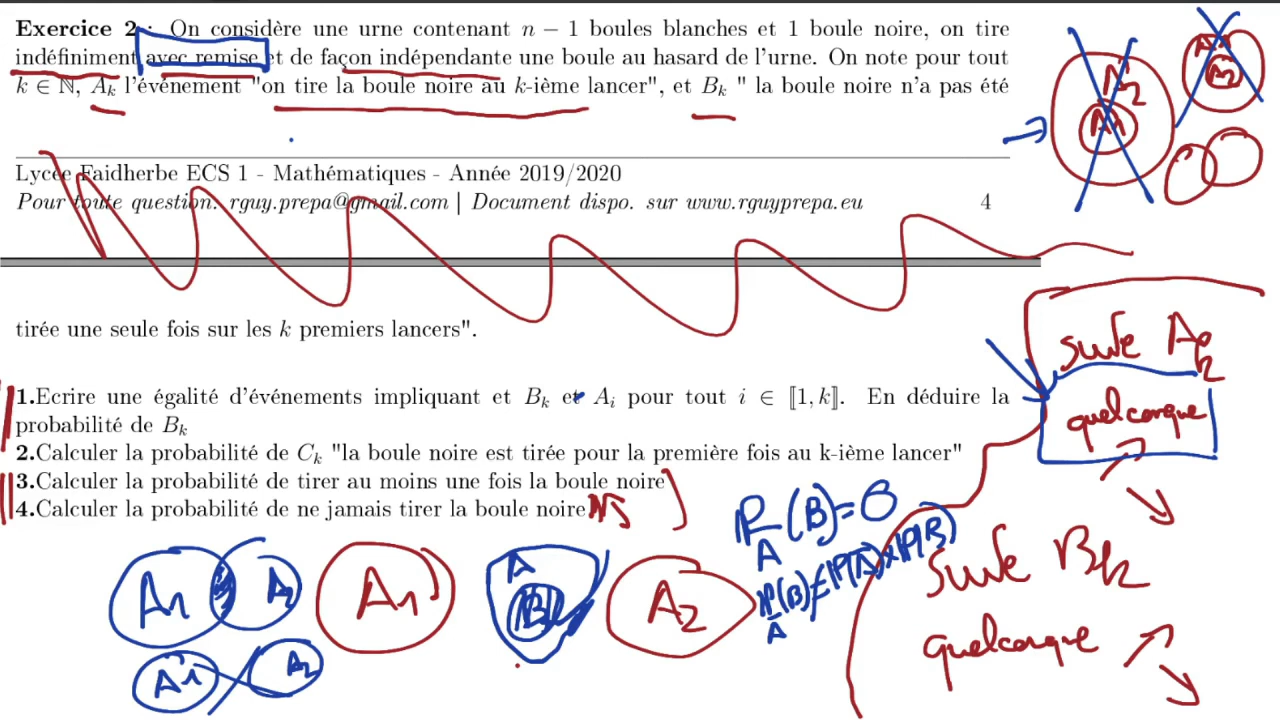 Exercice 2 : On considère une urne contenant n − 1 boules blanches et 1 boule noire, on tire
indéfiniment avec remise et de façon indépendante une boule au hasard de l'urne. On note pour tout
k ∈ ℕ, A_k l'événement "on tire la boule noire au k-ième lancer", et B_k " la boule noire n'a pas été
A2
A1
A1
A2
Lycée Faidherbe ECS 1 - Mathématiques - Année 2019/2020
Pour toute question: rguy.prepa@gmail.com | Document dispo. sur www.rguyprepa.eu 4
tirée une seule fois sur les k premiers lancers".
suite A
quelconque
1.Ecrire une égalité d'événements impliquant et B_k et A_i pour tout i ∈ ⟦1, k⟧. En déduire la
probabilité de B_k
2.Calculer la probabilité de C_k "la boule noire est tirée pour la première fois au k-ième lancer"
3.Calculer la probabilité de tirer au moins une fois la boule noire
4.Calculer la probabilité de ne jamais tirer la boule noire
P_A(B)=0
P_A(B)≠P(A)×P(B)
A1 A2 A1 A B A2
A1 A2
suite Bk
quelconque